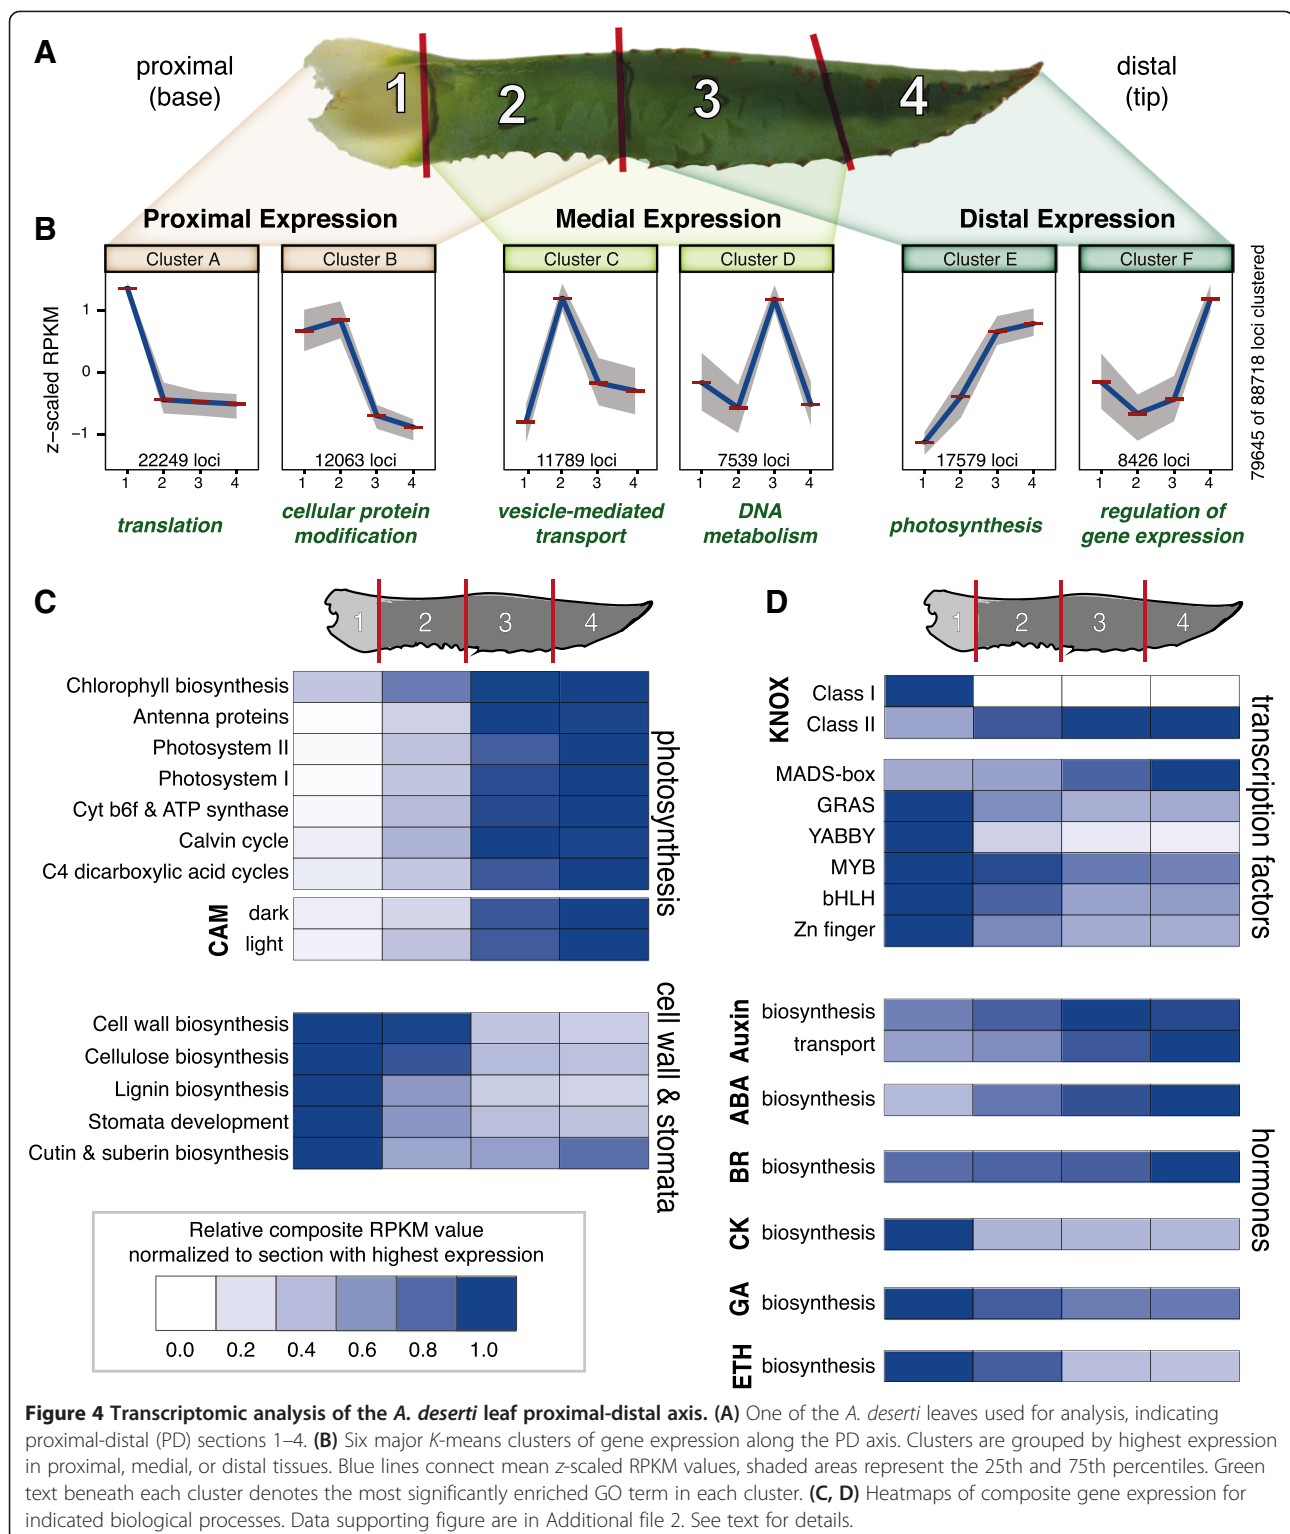 A
proximal
(base)
1
2
3
4
distal
(tip)
B
Proximal Expression
Medial Expression
Distal Expression
Cluster A
Cluster B
Cluster C
Cluster D
Cluster E
Cluster F
z-scaled RPKM
1
0
−1
22249 loci
12063 loci
11789 loci
7539 loci
17579 loci
8426 loci
1 2 3 4
1 2 3 4
1 2 3 4
1 2 3 4
1 2 3 4
1 2 3 4
79645 of 88718 loci clustered
translation
cellular protein
modification
vesicle-mediated
transport
DNA
metabolism
photosynthesis
regulation of
gene expression
C
1 2 3 4
Chlorophyll biosynthesis
Antenna proteins
Photosystem II
Photosystem I
Cyt b6f & ATP synthase
Calvin cycle
C4 dicarboxylic acid cycles
photosynthesis
CAM
dark
light
Cell wall biosynthesis
Cellulose biosynthesis
Lignin biosynthesis
Stomata development
Cutin & suberin biosynthesis
cell wall & stomata
Relative composite RPKM value
normalized to section with highest expression
0.0 0.2 0.4 0.6 0.8 1.0
D
1 2 3 4
KNOX
Class I
Class II
MADS-box
GRAS
YABBY
MYB
bHLH
Zn finger
transcription factors
Auxin
biosynthesis
transport
ABA
biosynthesis
BR
biosynthesis
CK
biosynthesis
GA
biosynthesis
ETH
biosynthesis
hormones
Figure 4 Transcriptomic analysis of the A. deserti leaf proximal-distal axis. (A) One of the A. deserti leaves used for analysis, indicating
proximal-distal (PD) sections 1–4. (B) Six major K-means clusters of gene expression along the PD axis. Clusters are grouped by highest expression
in proximal, medial, or distal tissues. Blue lines connect mean z-scaled RPKM values, shaded areas represent the 25th and 75th percentiles. Green
text beneath each cluster denotes the most significantly enriched GO term in each cluster. (C, D) Heatmaps of composite gene expression for
indicated biological processes. Data supporting figure are in Additional file 2. See text for details.